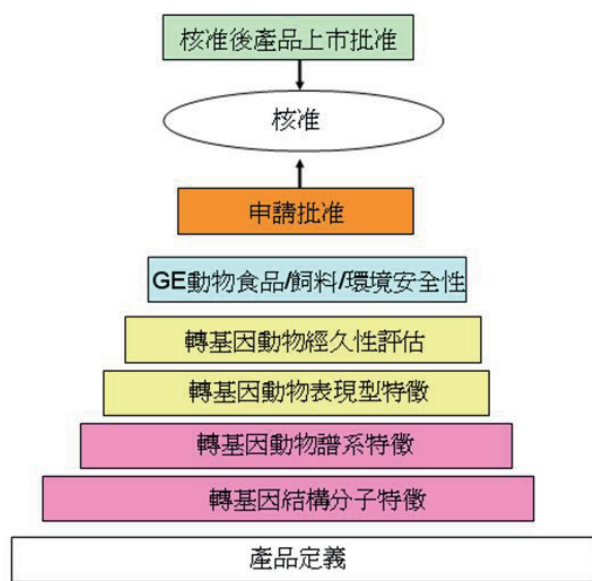 核准後產品上市批准
核准
申請批准
GE動物食品/飼料/環境安全性
轉基因動物經久性評估
轉基因動物表現型特徵
轉基因動物譜系特徵
轉基因結構分子特徵
產品定義